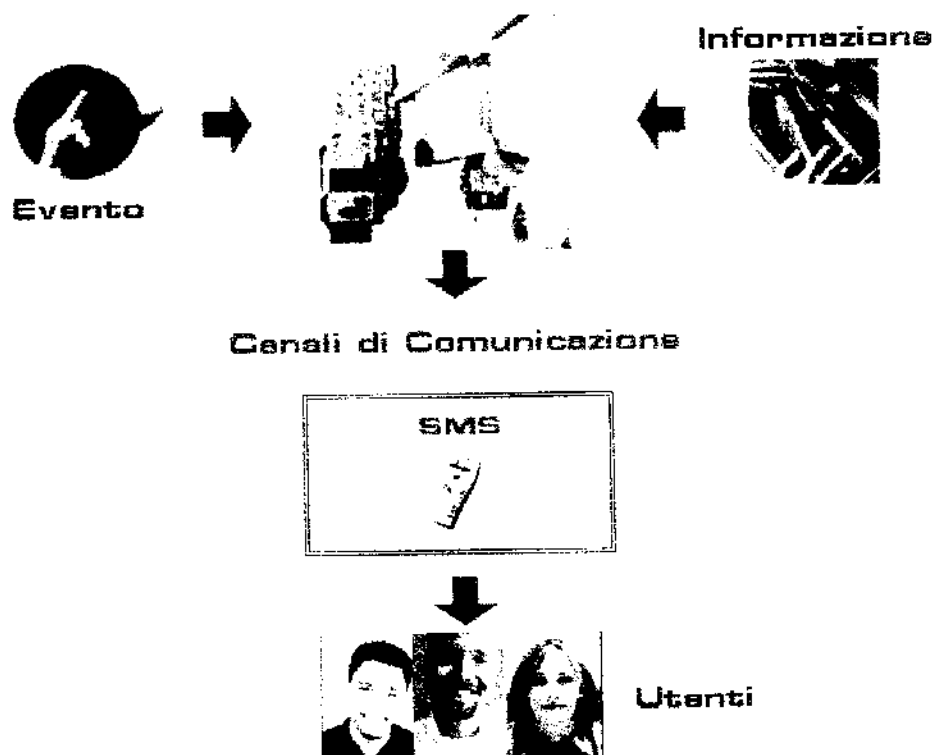 Informazione
Evento
Canali di Comunicazione
SMS
Utenti